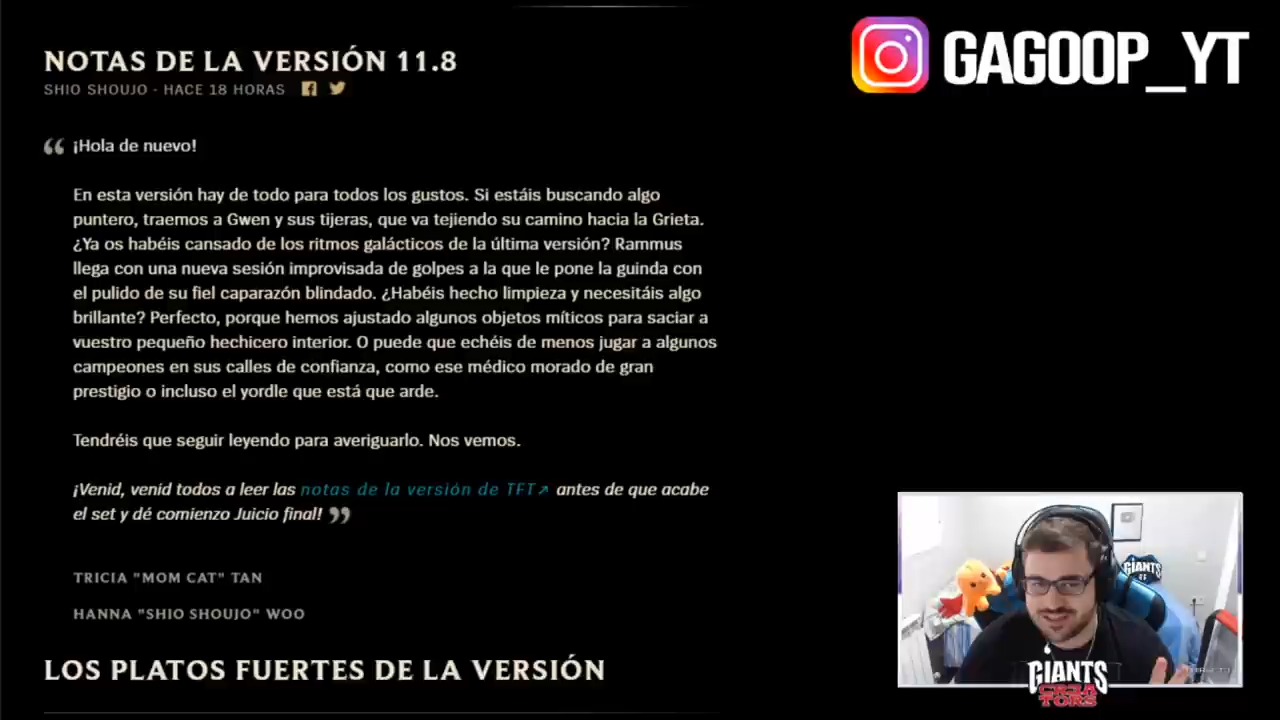 NOTAS DE LA VERSIÓN 11.8
SHIO SHOUJO - HACE 18 HORAS
GAGOOP_YT
“ ¡Hola de nuevo!
En esta versión hay de todo para todos los gustos. Si estáis buscando algo
puntero, traemos a Gwen y sus tijeras, que va tejiendo su camino hacia la Grieta.
¿Ya os habéis cansado de los ritmos galácticos de la última versión? Rammus
llega con una nueva sesión improvisada de golpes a la que le pone la guinda con
el pulido de su fiel caparazón blindado. ¿Habéis hecho limpieza y necesitáis algo
brillante? Perfecto, porque hemos ajustado algunos objetos míticos para saciar a
vuestro pequeño hechicero interior. O puede que echéis de menos jugar a algunos
campeones en sus calles de confianza, como ese médico morado de gran
prestigio o incluso el yordle que está que arde.
Tendréis que seguir leyendo para averiguarlo. Nos vemos.
¡Venid, venid todos a leer las notas de la versión de TFT↗ antes de que acabe
el set y dé comienzo Juicio final! ”
TRICIA "MOM CAT" TAN
HANNA "SHIO SHOUJO" WOO
LOS PLATOS FUERTES DE LA VERSIÓN
GIANTS
GIANTS
CREA
TORS